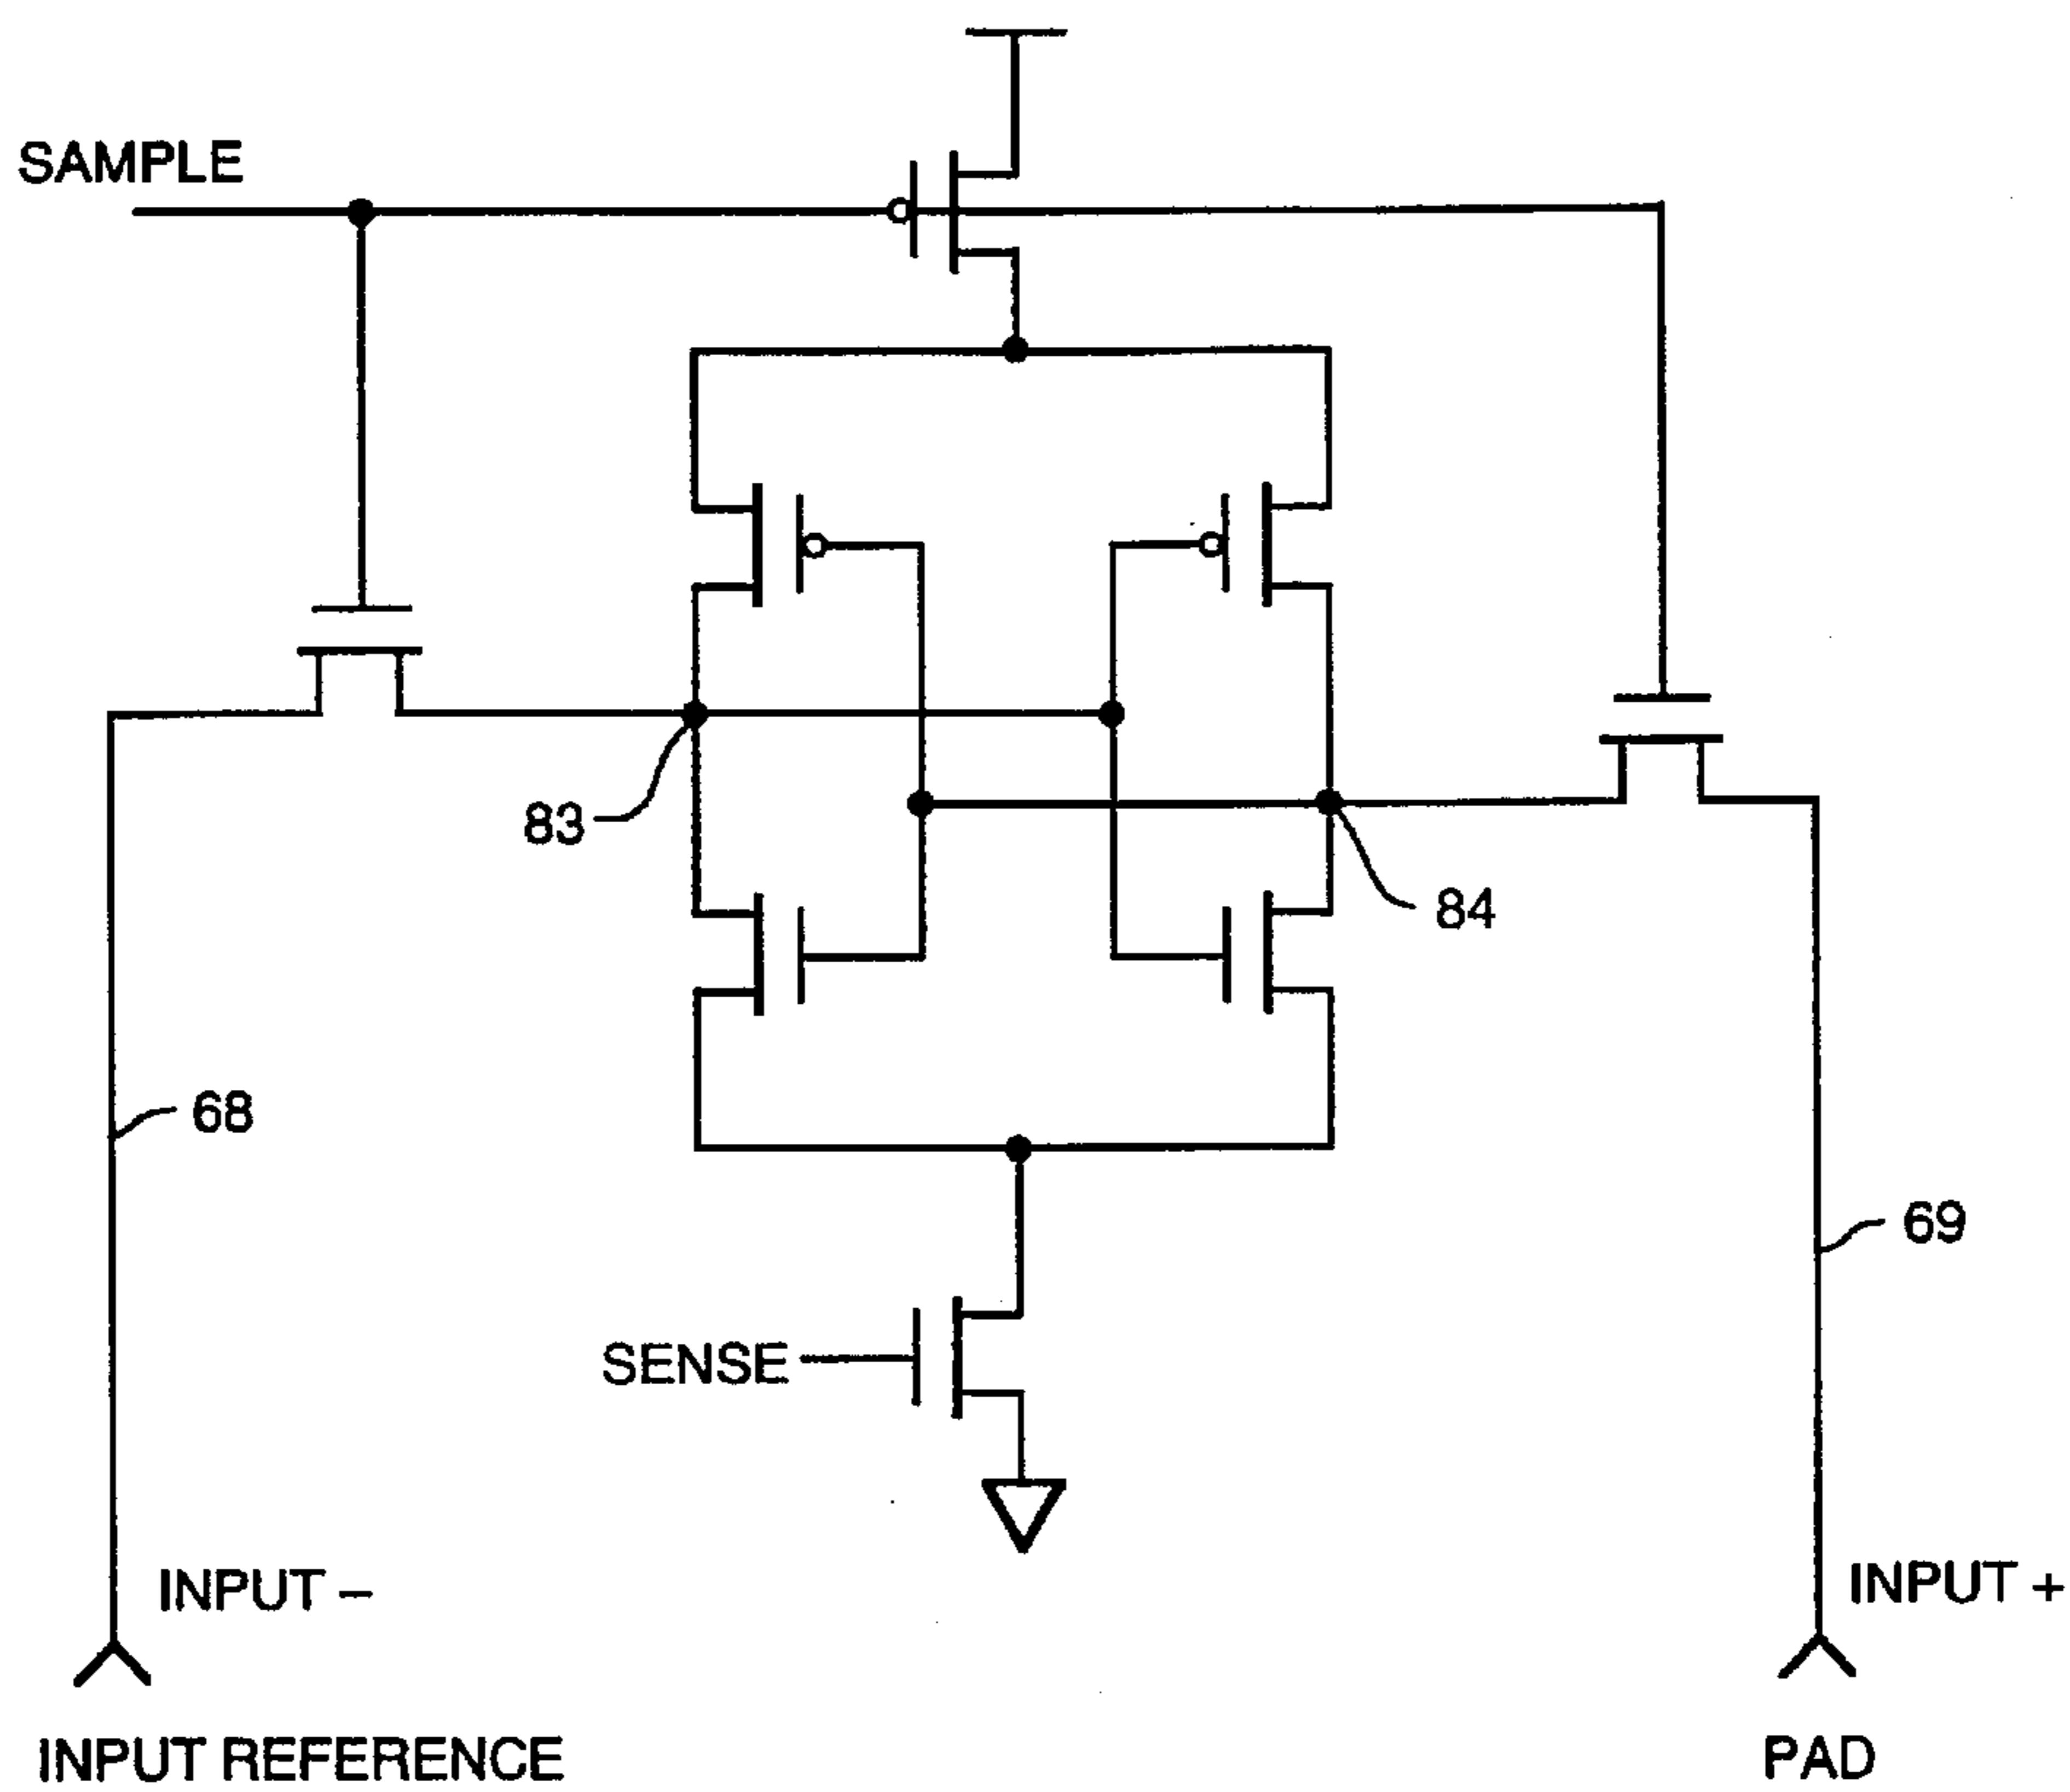 SAMPLE
83
84
68
69
SENSE
INPUT –
INPUT +
INPUT REFERENCE
PAD